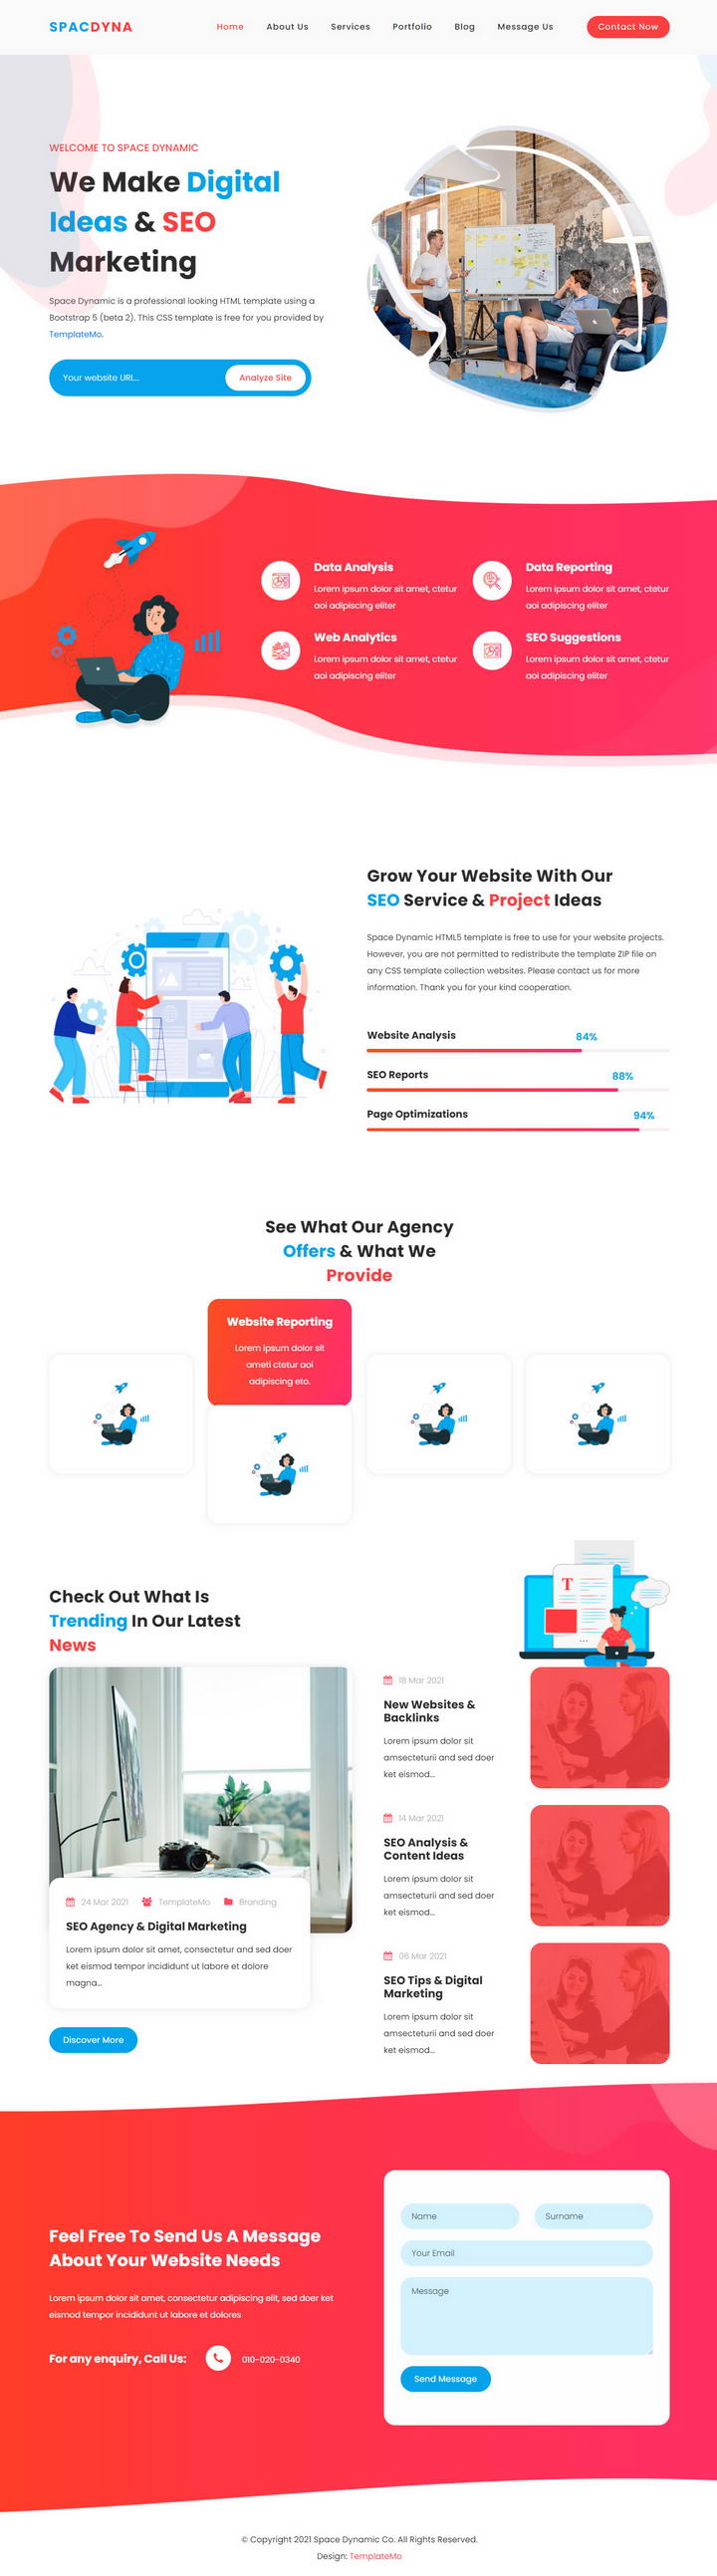 SPACDYNA
Home About Us Services Portfolio Blog Message Us Contact Now
WELCOME TO SPACE DYNAMIC
We Make Digital
Ideas & SEO
Marketing
Space Dynamic is a professional looking HTML template using a
Bootstrap 5 (beta 2). This CSS template is free for you provided by
TemplateMo.
Your website URL... Analyze Site
Data Analysis
Lorem ipsum dolor sit amet, ctetur
aoi adipiscing eliter
Data Reporting
Lorem ipsum dolor sit amet, ctetur
aoi adipiscing eliter
Web Analytics
Lorem ipsum dolor sit amet, ctetur
aoi adipiscing eliter
SEO Suggestions
Lorem ipsum dolor sit amet, ctetur
aoi adipiscing eliter
Grow Your Website With Our
SEO Service & Project Ideas
Space Dynamic HTML5 template is free to use for your website projects.
However, you are not permitted to redistribute the template ZIP file on
any CSS template collection websites. Please contact us for more
information. Thank you for your kind cooperation.
Website Analysis 84%
SEO Reports 88%
Page Optimizations 94%
See What Our Agency
Offers & What We
Provide
Website Reporting
Lorem ipsum dolor sit
ameti ctetur aoi
adipiscing eto.
Check Out What Is
Trending In Our Latest
News
T
24 Mar 2021 TemplateMo Branding
SEO Agency & Digital Marketing
Lorem ipsum dolor sit amet, consectetur and sed doer
ket eismod tempor incididunt ut labore et dolore
magna...
Discover More
18 Mar 2021
New Websites &
Backlinks
Lorem ipsum dolor sit
amsecteturii and sed doer
ket eismod...
14 Mar 2021
SEO Analysis &
Content Ideas
Lorem ipsum dolor sit
amsecteturii and sed doer
ket eismod...
06 Mar 2021
SEO Tips & Digital
Marketing
Lorem ipsum dolor sit
amsecteturii and sed doer
ket eismod...
Feel Free To Send Us A Message
About Your Website Needs
Lorem ipsum dolor sit amet, consectetur adipiscing elit, sed doer ket
eismod tempor incididunt ut labore et dolores
For any enquiry, Call Us: 010-020-0340
Name Surname
Your Email
Message
Send Message
© Copyright 2021 Space Dynamic Co. All Rights Reserved.
Design: TemplateMo